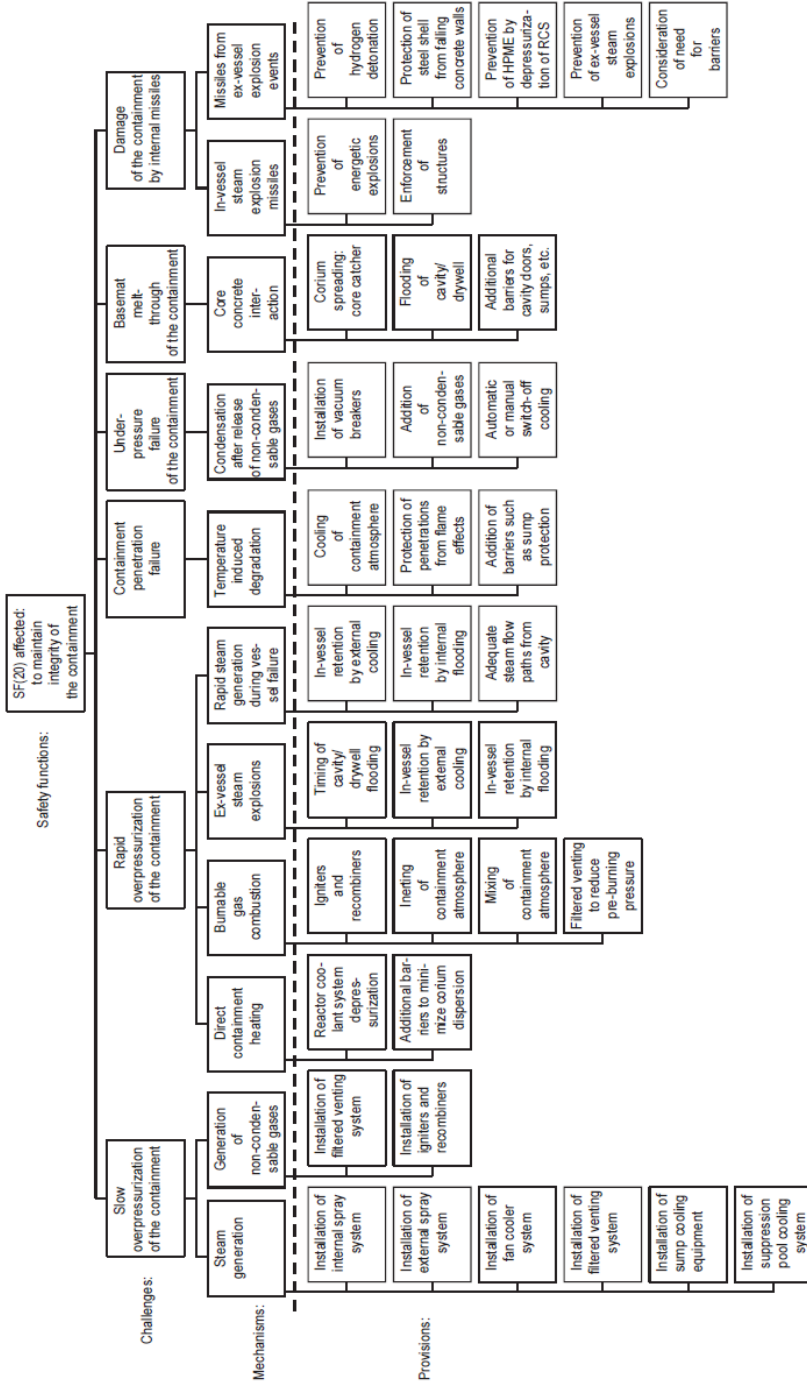 Safety functions:
SF(20) affected:
to maintain
integrity of
the containment
Challenges:
Slow
overpressurization
of the containment
Rapid
overpressurization
of the containment
Containment
penetration
failure
Under-
pressure
failure
of the containment
Basemat
melt-
through
of the containment
Damage
of the containment
by internal missiles
Mechanisms:
Steam
generation
Generation
of
non-conden-
sable gases
Direct
containment
heating
Burnable
gas
combustion
Ex-vessel
steam
explosions
Rapid steam
generation
during ves-
sel failure
Temperature
induced
degradation
Condensation
after release
of non-conden-
sable gases
Core
concrete
inter-
action
In-vessel
steam
explosion
missiles
Missiles from
ex-vessel
explosion
events
Provisions:
Installation of
internal spray
system
Installation of
external spray
system
Installation of
fan cooler
system
Installation of
filtered venting
system
Installation of
sump cooling
equipment
Installation of
suppression
pool cooling
system
Installation of
filtered venting
system
Installation of
igniters and
recombiners
Reactor coo-
lant system
depres-
surization
Additional bar-
riers to mini-
mize corium
dispersion
Igniters
and
recombiners
Inerting
of
containment
atmosphere
Mixing
of
containment
atmosphere
Filtered venting
to reduce
pre-burning
pressure
Timing of
cavity/
drywell
flooding
In-vessel
retention by
external
cooling
In-vessel
retention
by internal
flooding
In-vessel
retention
by external
cooling
In-vessel
retention
by internal
flooding
Adequate
steam flow
paths from
cavity
Cooling
of
containment
atmosphere
Protection of
penetrations
from flame
effects
Addition of
barriers such
as sump
protection
Installation
of vacuum
breakers
Addition
of
non-conden-
sable gases
Automatic
or manual
switch-off
cooling
Corium
spreading:
core catcher
Flooding
of
cavity/
drywell
Additional
barriers for
cavity doors,
sumps, etc.
Prevention
of
energetic
explosions
Enforcement
of
structures
Prevention
of
hydrogen
detonation
Protection of
steel shell
from falling
concrete walls
Prevention
of HPME by
depressuriza-
tion of RCS
Prevention
of ex-vessel
steam
explosions
Consideration
of need
for
barriers